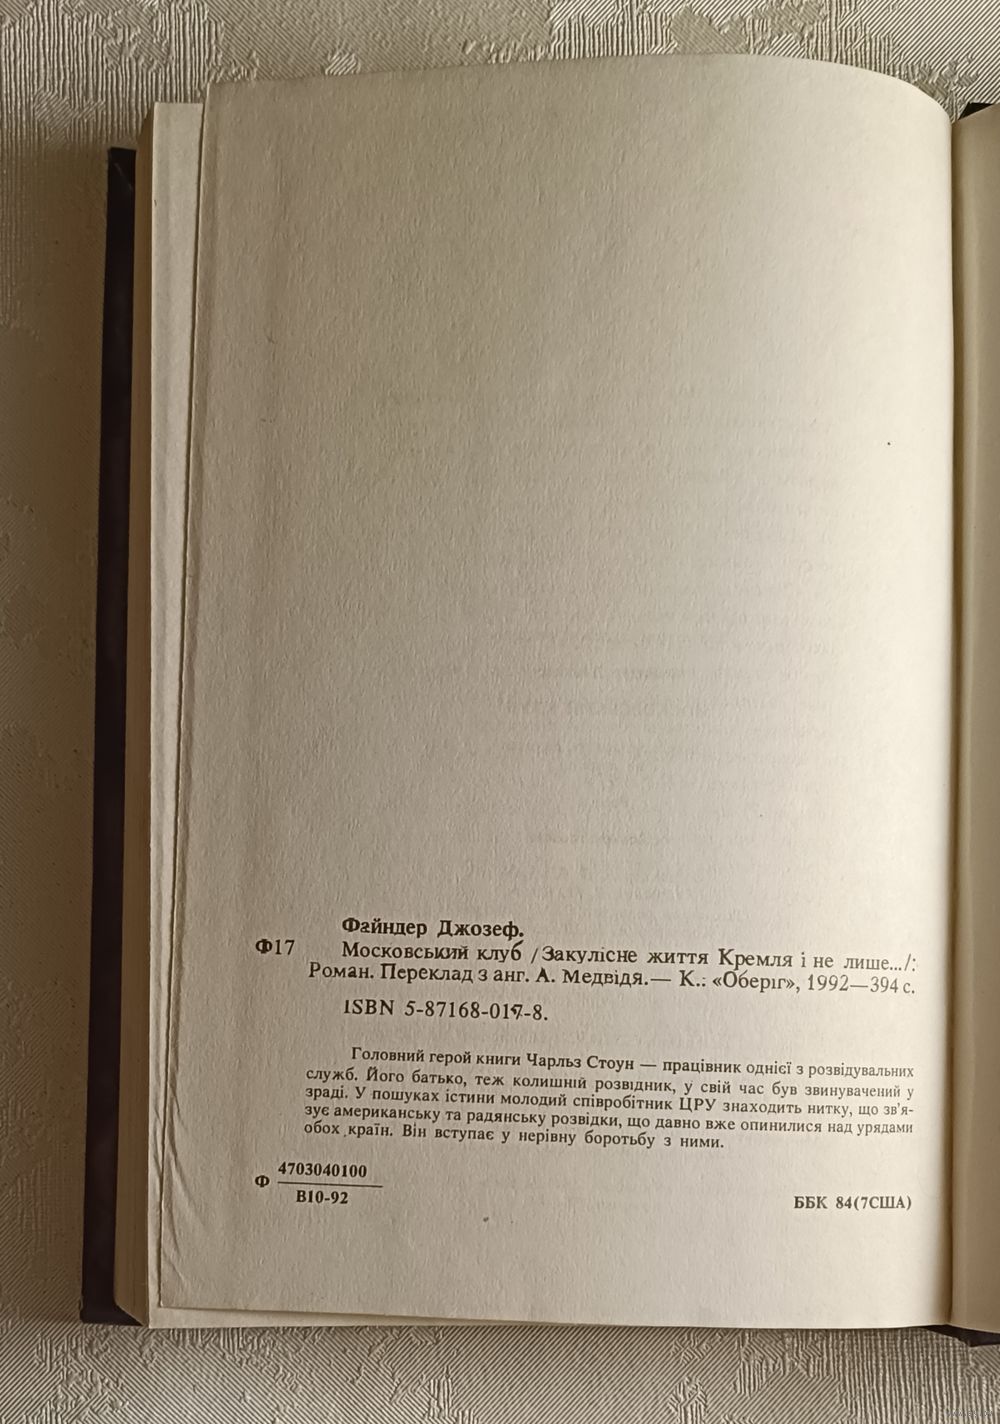 Файндер Джозеф.
Ф17 Московський клуб /Закулісне життя Кремля і не лише.../:
Роман. Переклад з анг. А. Медвідя.— К.: «Оберіг», 1992—394 с.
ISBN 5-87168-017-8.
Головний герой книги Чарльз Стоун — працівник однієї з розвідувальних
служб. Його батько, теж колишній розвідник, у свій час був звинувачений у
зраді. У пошуках істини молодий співробітник ЦРУ знаходить нитку, що зв'я-
зує американську та радянську розвідки, що давно вже опинилися над урядами
обох країн. Він вступає у нерівну боротьбу з ними.
Ф 4703040100
В10-92
ББК 84(7США)